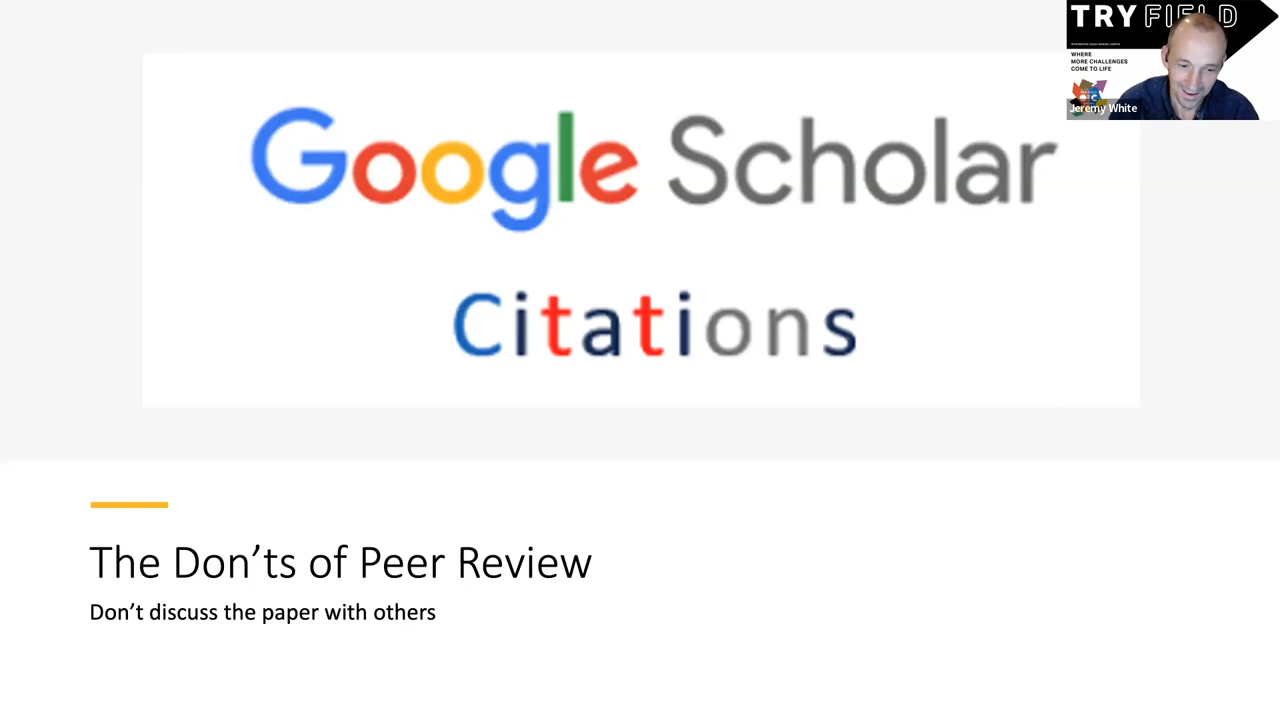 Google Scholar
Citations
The Don’ts of Peer Review
Don’t discuss the paper with others
TRY FIELD
WHERE
MORE CHALLENGES
COME TO LIFE
Jeremy White